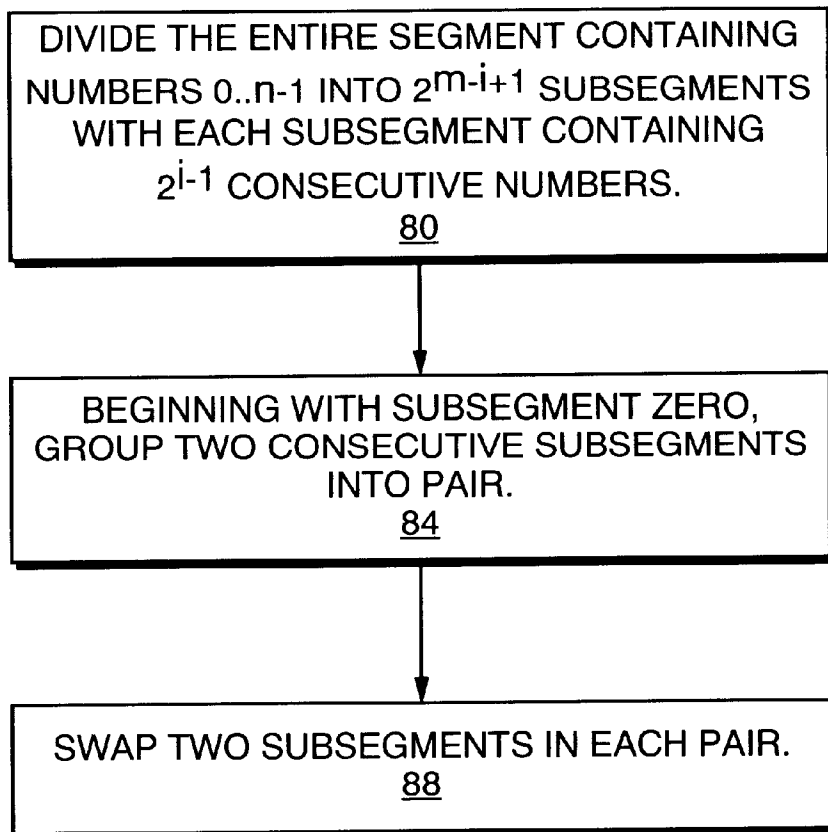 DIVIDE THE ENTIRE SEGMENT CONTAINING
NUMBERS 0..n-1 INTO 2^m-i+1 SUBSEGMENTS
WITH EACH SUBSEGMENT CONTAINING
2^i-1 CONSECUTIVE NUMBERS.
80
BEGINNING WITH SUBSEGMENT ZERO,
GROUP TWO CONSECUTIVE SUBSEGMENTS
INTO PAIR.
84
SWAP TWO SUBSEGMENTS IN EACH PAIR.
88